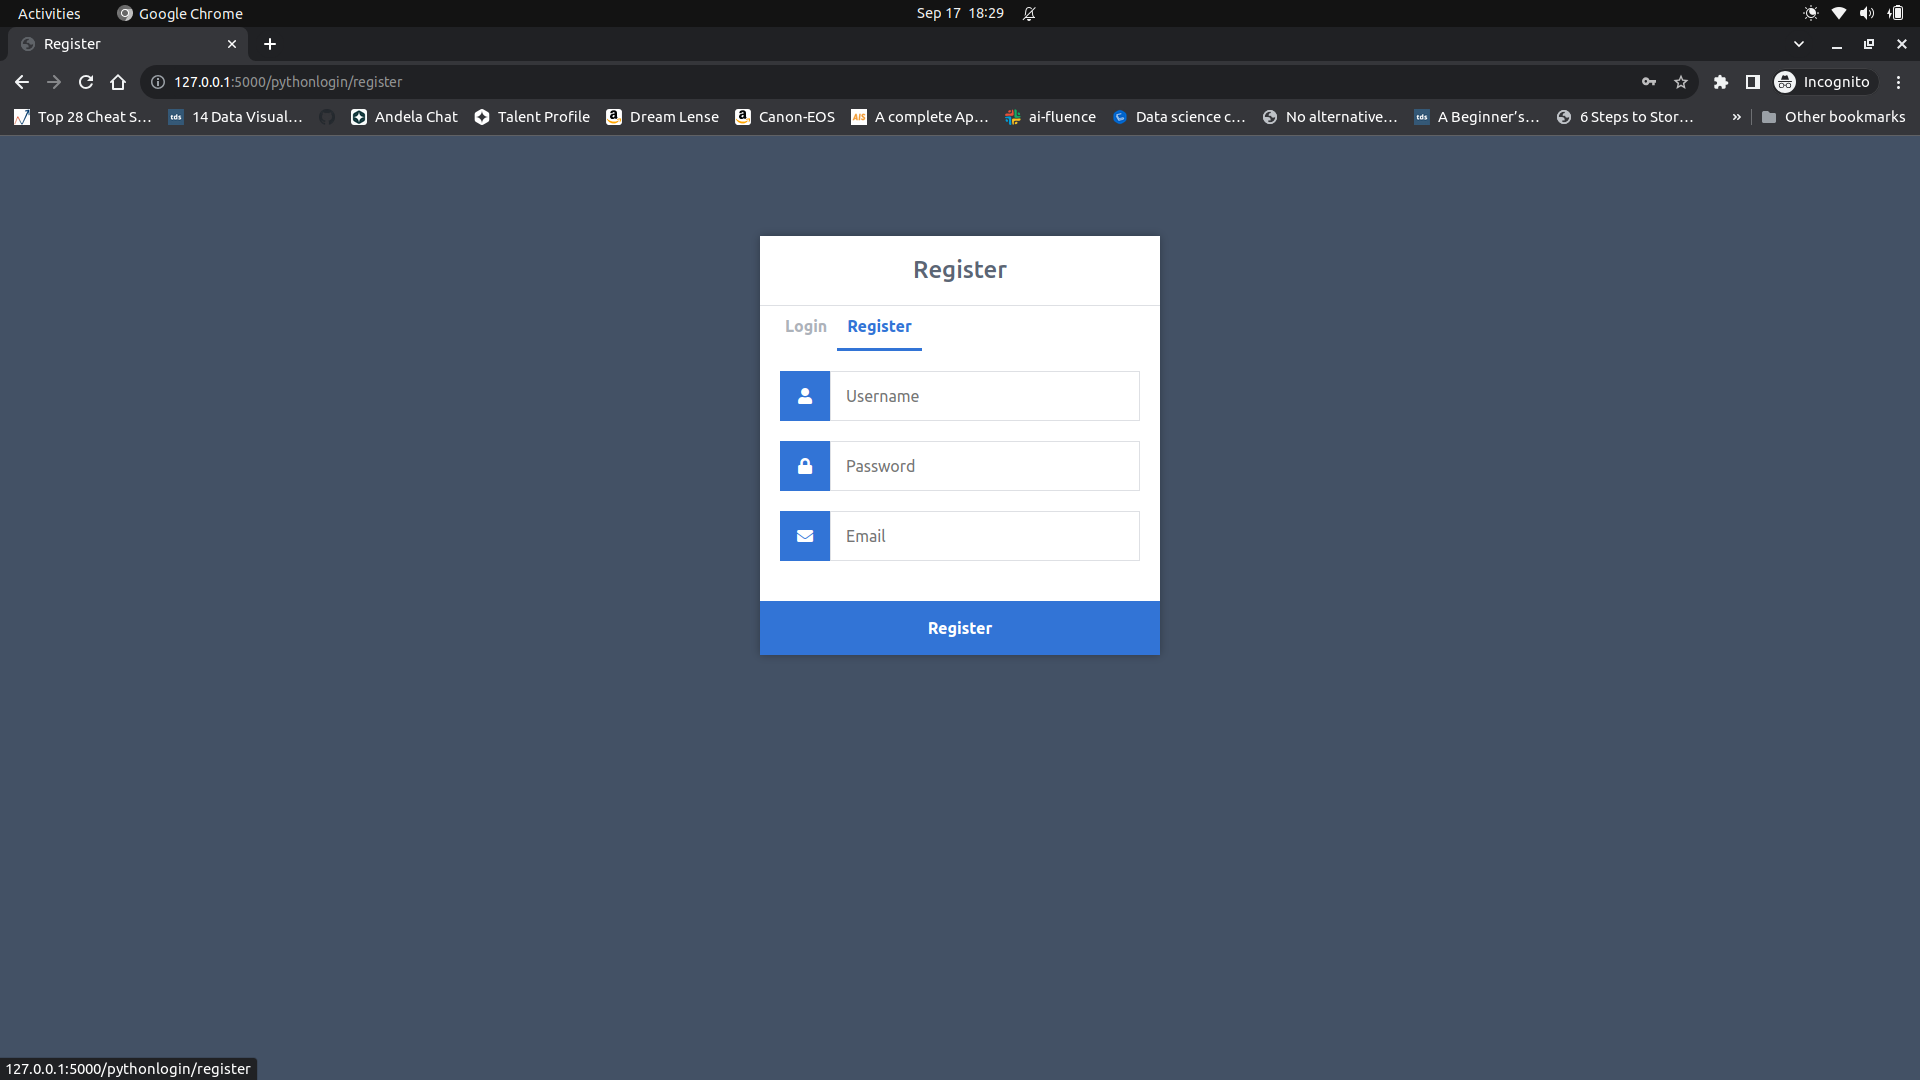 Activities Google Chrome Sep 17 18:29
Register
127.0.0.1:5000/pythonlogin/register Incognito
Top 28 Cheat S... tds 14 Data Visual... Andela Chat Talent Profile a Dream Lense a Canon-EOS AIS A complete Ap... ai-fluence Data science c... No alternative... tds A Beginner’s... 6 Steps to Stor... » Other bookmarks
Register
Login Register
Username
Password
Email
Register
127.0.0.1:5000/pythonlogin/register